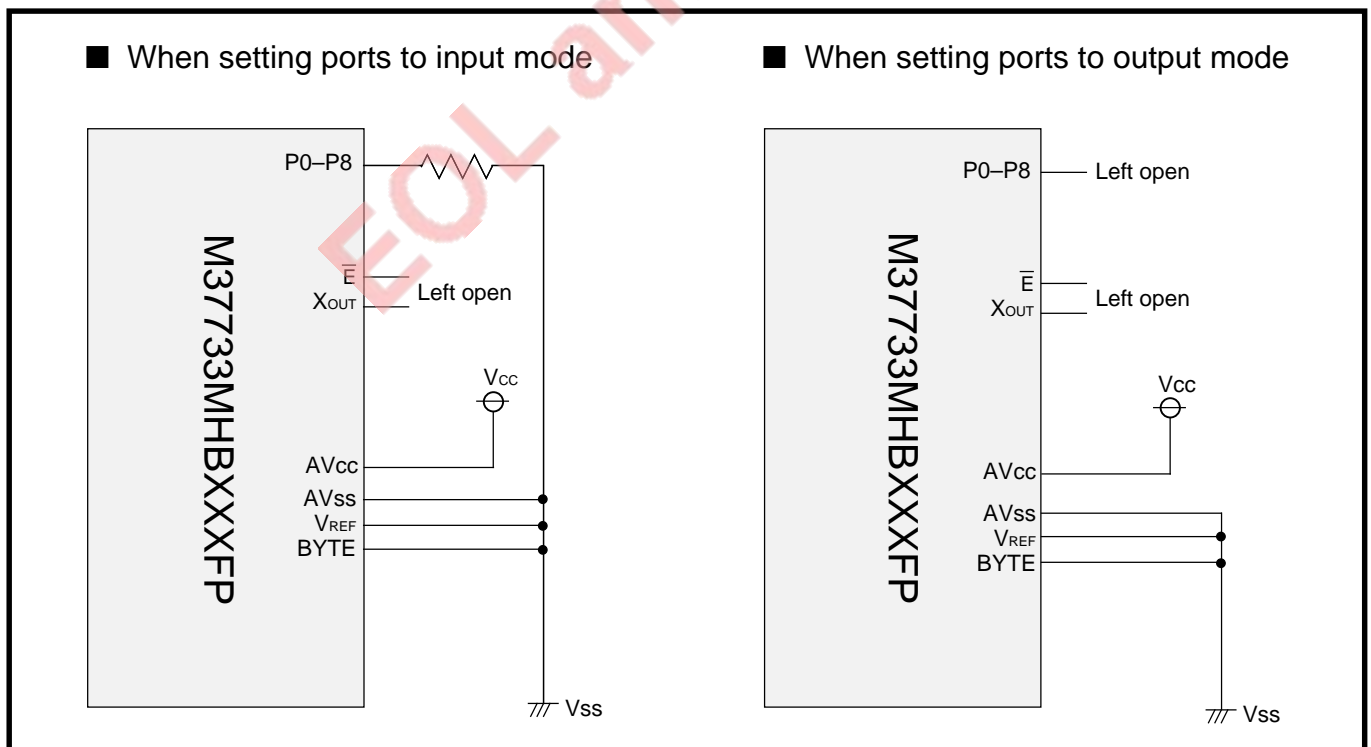 ■ When setting ports to input mode
P0–P8
E
XOUT
Left open
M37733MHBXXXFP
VCC
AVcc
AVss
VREF
BYTE
Vss
■ When setting ports to output mode
P0–P8
Left open
E
XOUT
Left open
M37733MHBXXXFP
Vcc
AVcc
AVss
VREF
BYTE
Vss
EOL an